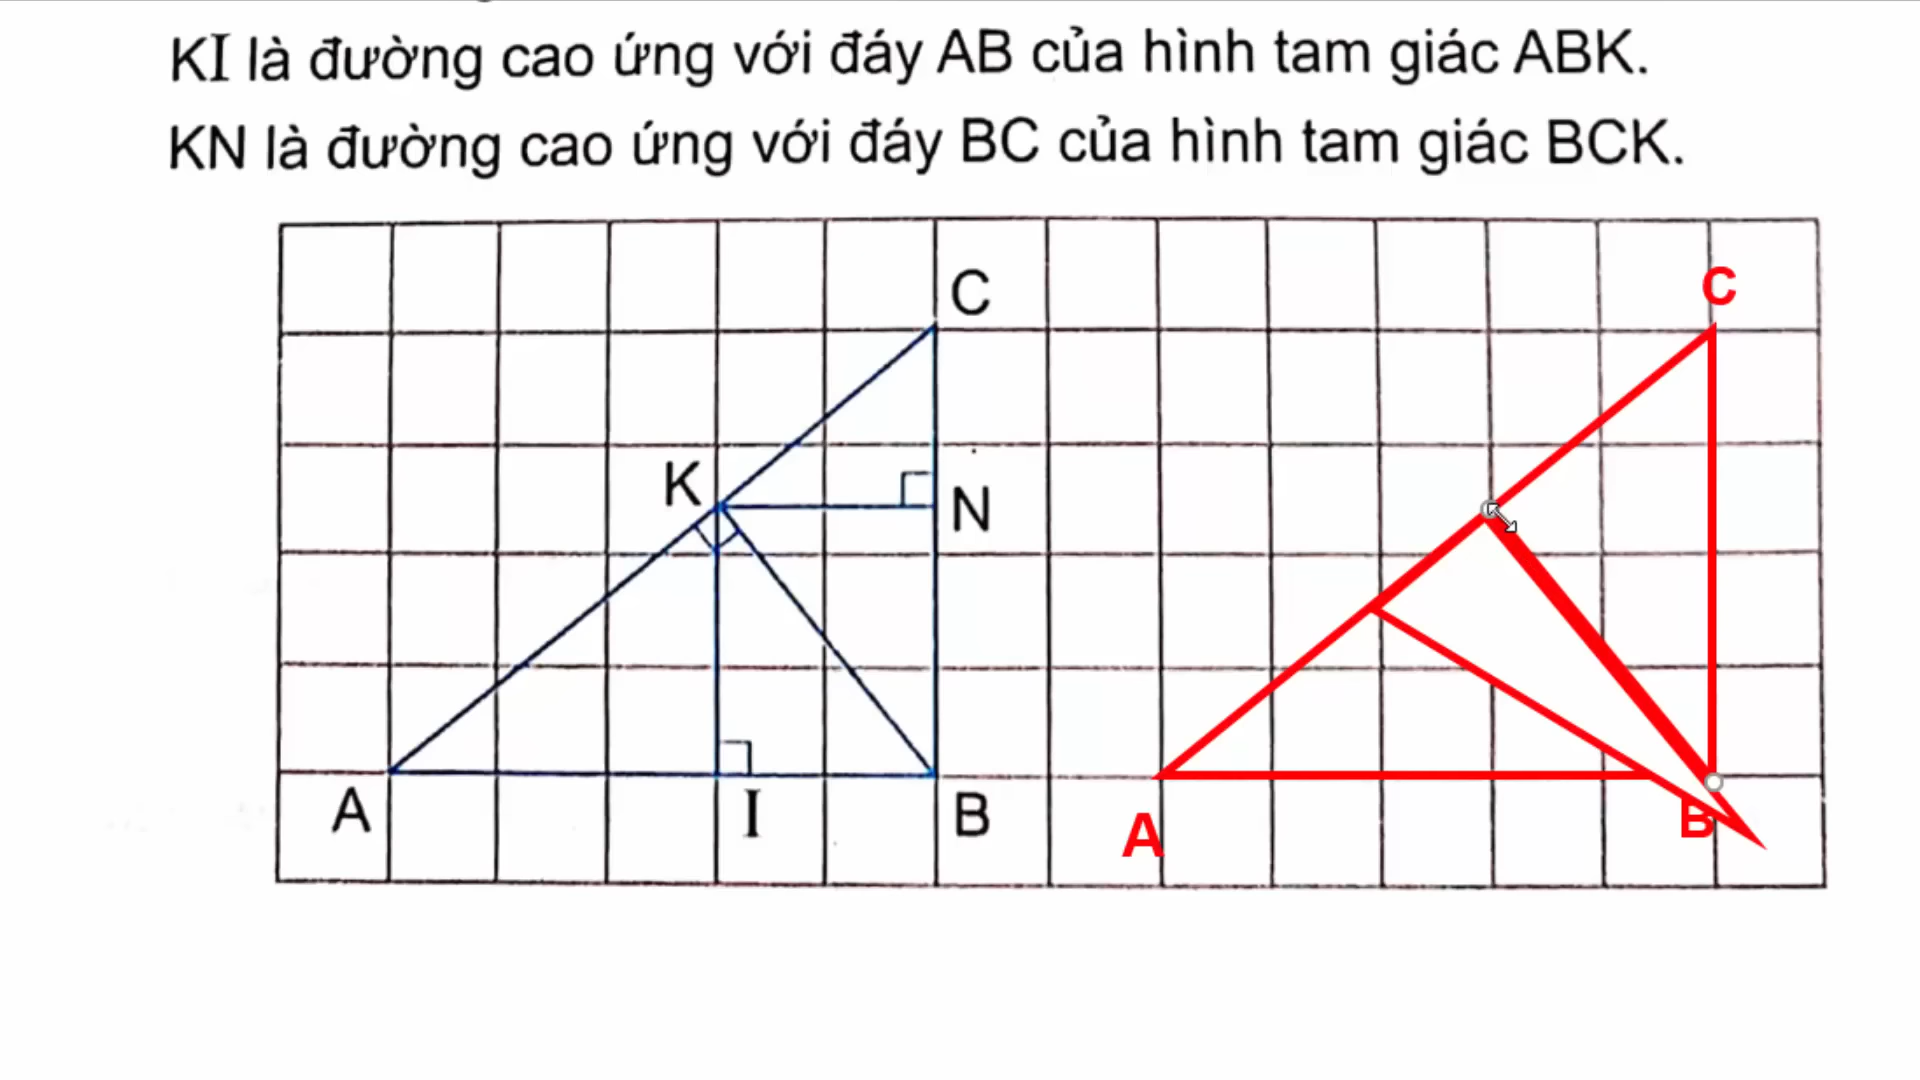 KI là đường cao ứng với đáy AB của hình tam giác ABK.
KN là đường cao ứng với đáy BC của hình tam giác BCK.
C
C
K
N
A
I
B
A
B